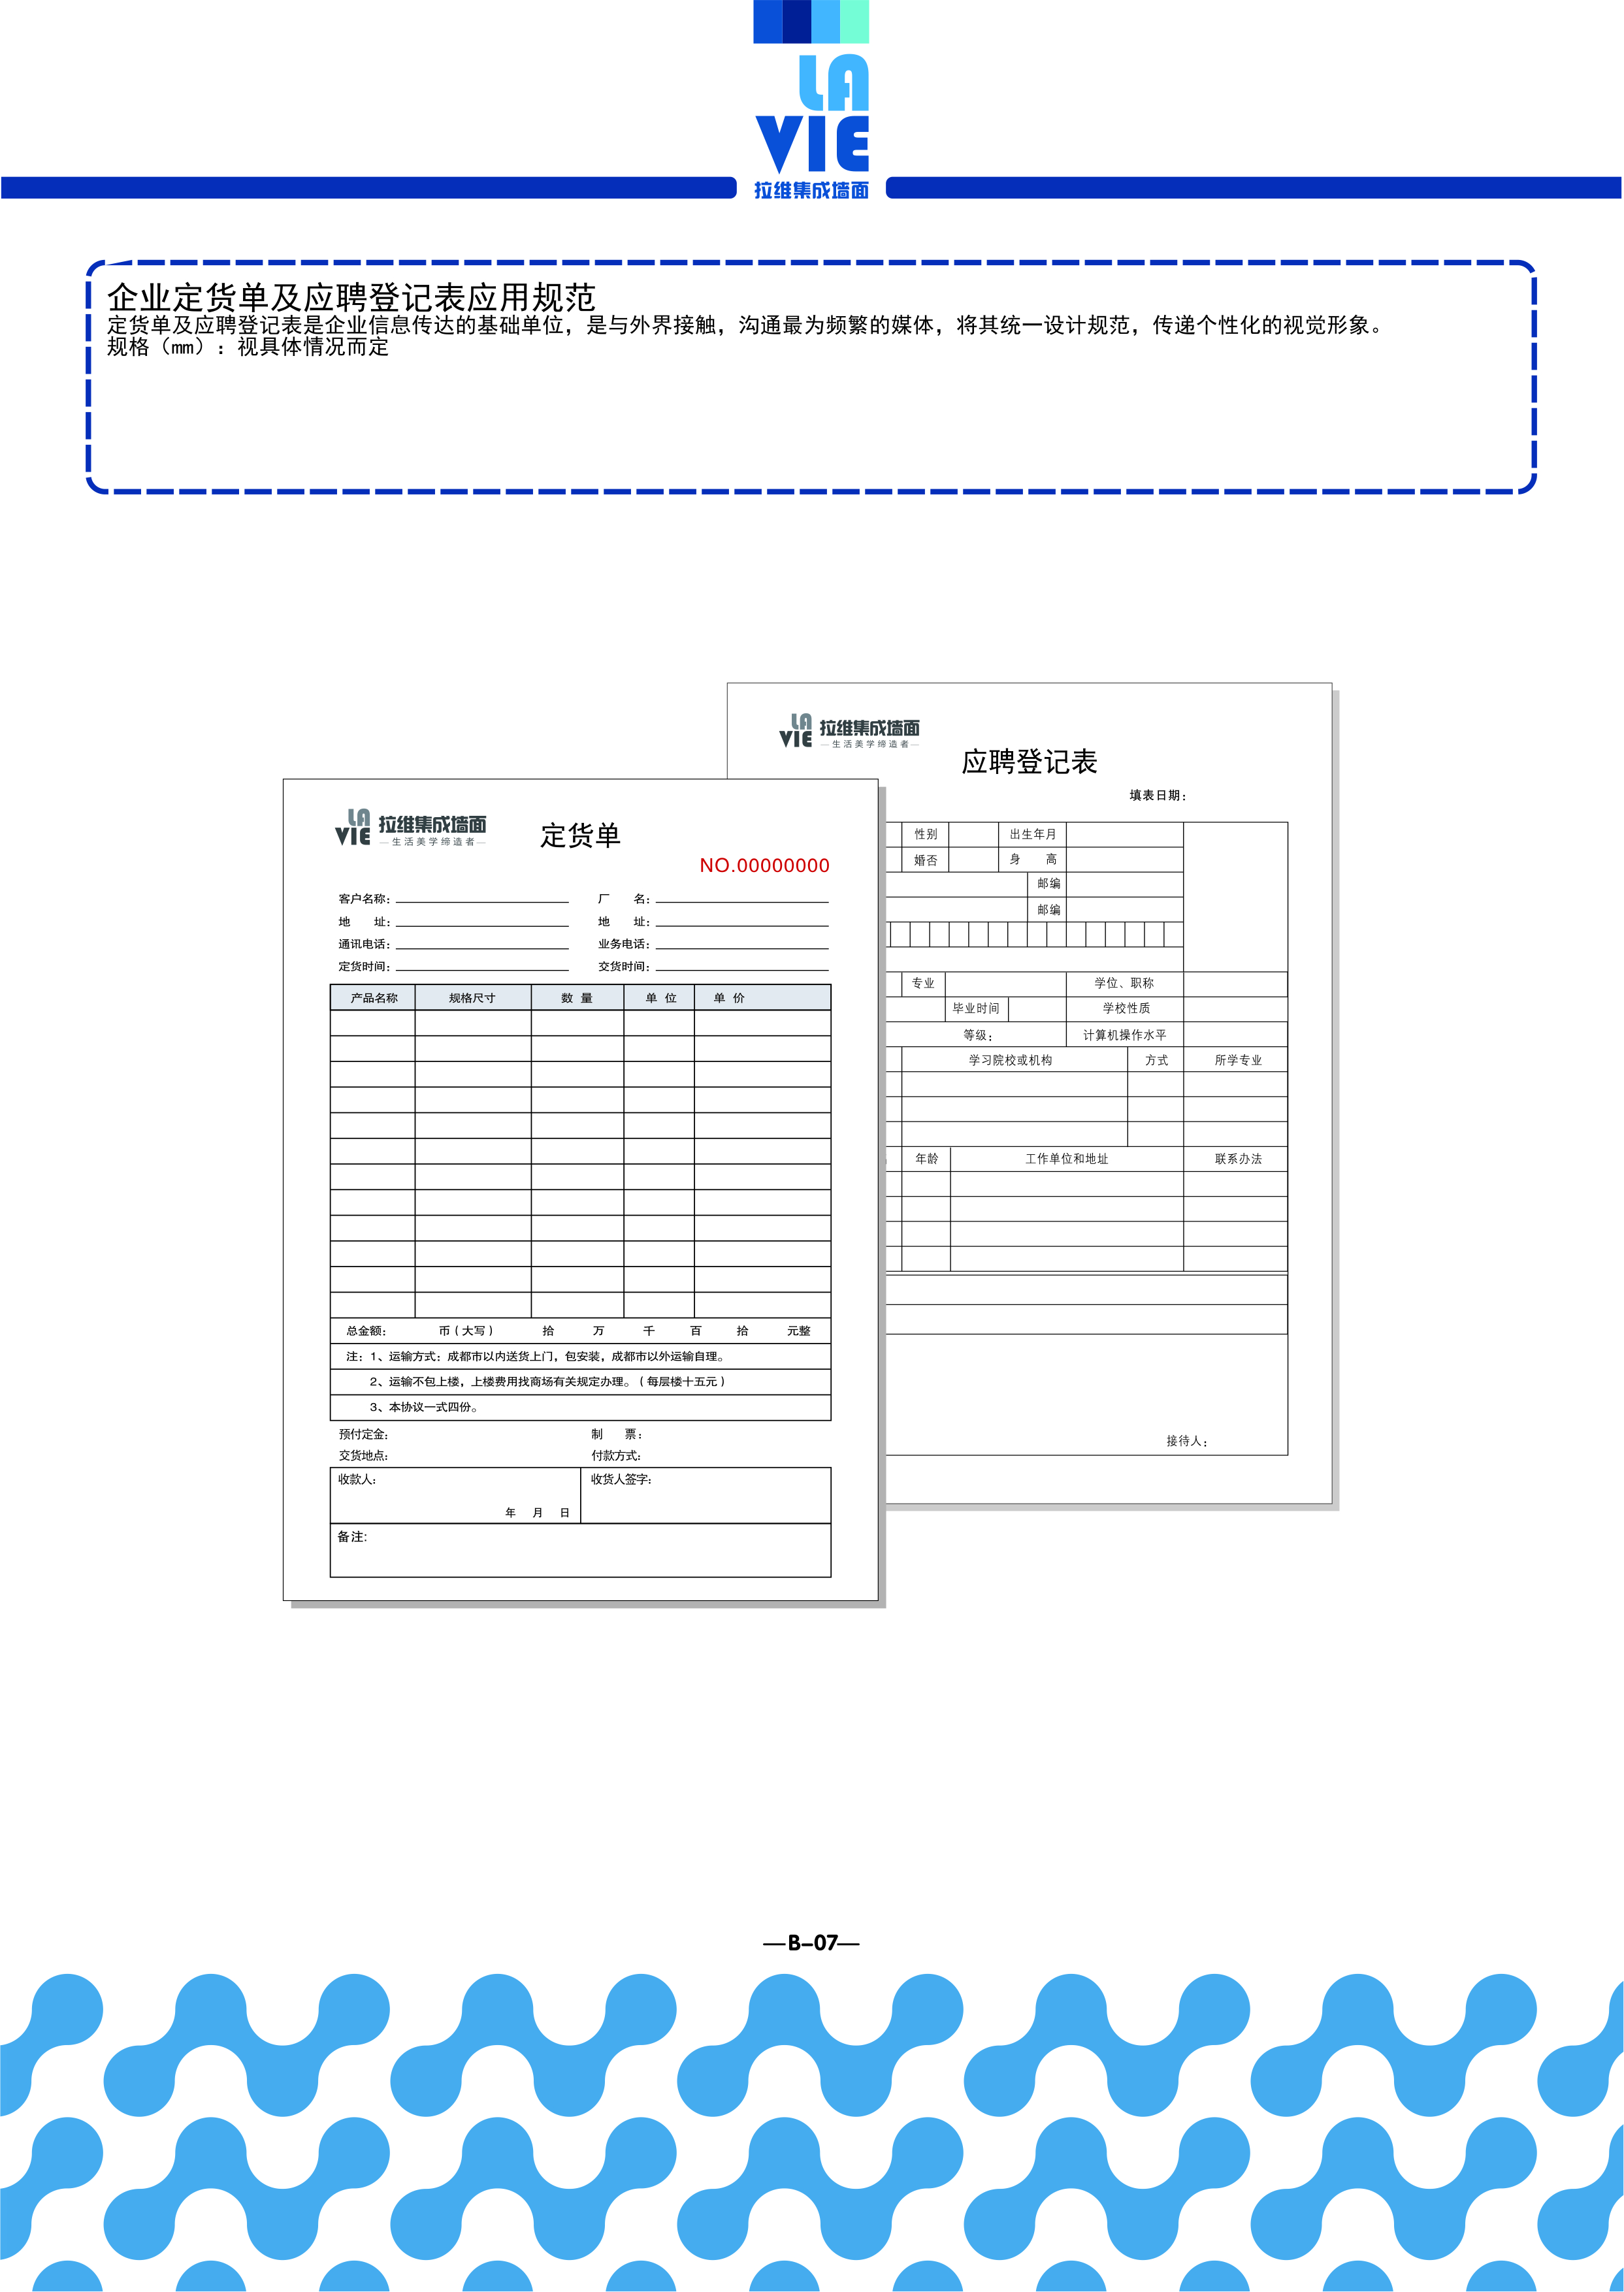 LA
VIE
拉维集成墙面
企业定货单及应聘登记表应用规范
定货单及应聘登记表是企业信息传达的基础单位，是与外界接触，沟通最为频繁的媒体，将其统一设计规范，传递个性化的视觉形象。
规格（mm）：视具体情况而定
LA
VIE 拉维集成墙面
—生活美学缔造者—
应聘登记表
填表日期：
性别 出生年月
婚否 身 高
邮编
邮编
专业 学位、职称
毕业时间 学校性质
等级： 计算机操作水平
学习院校或机构 方式 所学专业
年龄 工作单位和地址 联系办法
接待人：
LA
VIE 拉维集成墙面
—生活美学缔造者—
定货单
NO.00000000
客户名称： 厂 名：
地 址： 地 址：
通讯电话： 业务电话：
定货时间： 交货时间：
产品名称 规格尺寸 数 量 单 位 单 价
总金额： 币（大写） 拾 万 千 百 拾 元整
注：1、运输方式：成都市以内送货上门，包安装，成都市以外运输自理。
2、运输不包上楼，上楼费用找商场有关规定办理。（每层楼十五元）
3、本协议一式四份。
预付定金： 制 票：
交货地点： 付款方式：
收款人： 收货人签字：
年 月 日
备注：
—B-07—